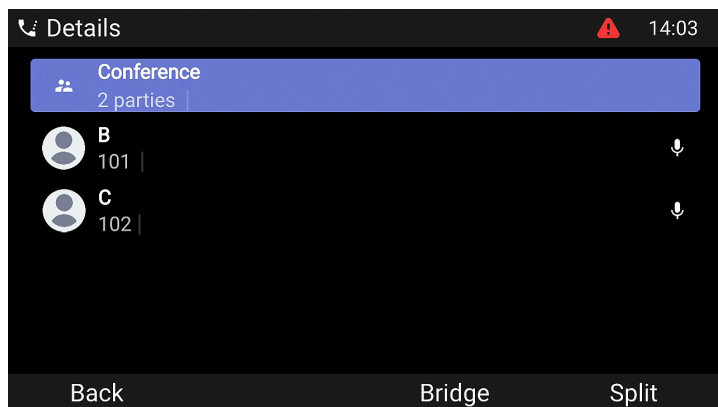 Details
14:03
Conference
2 parties
B
101
C
102
Back
Bridge
Split